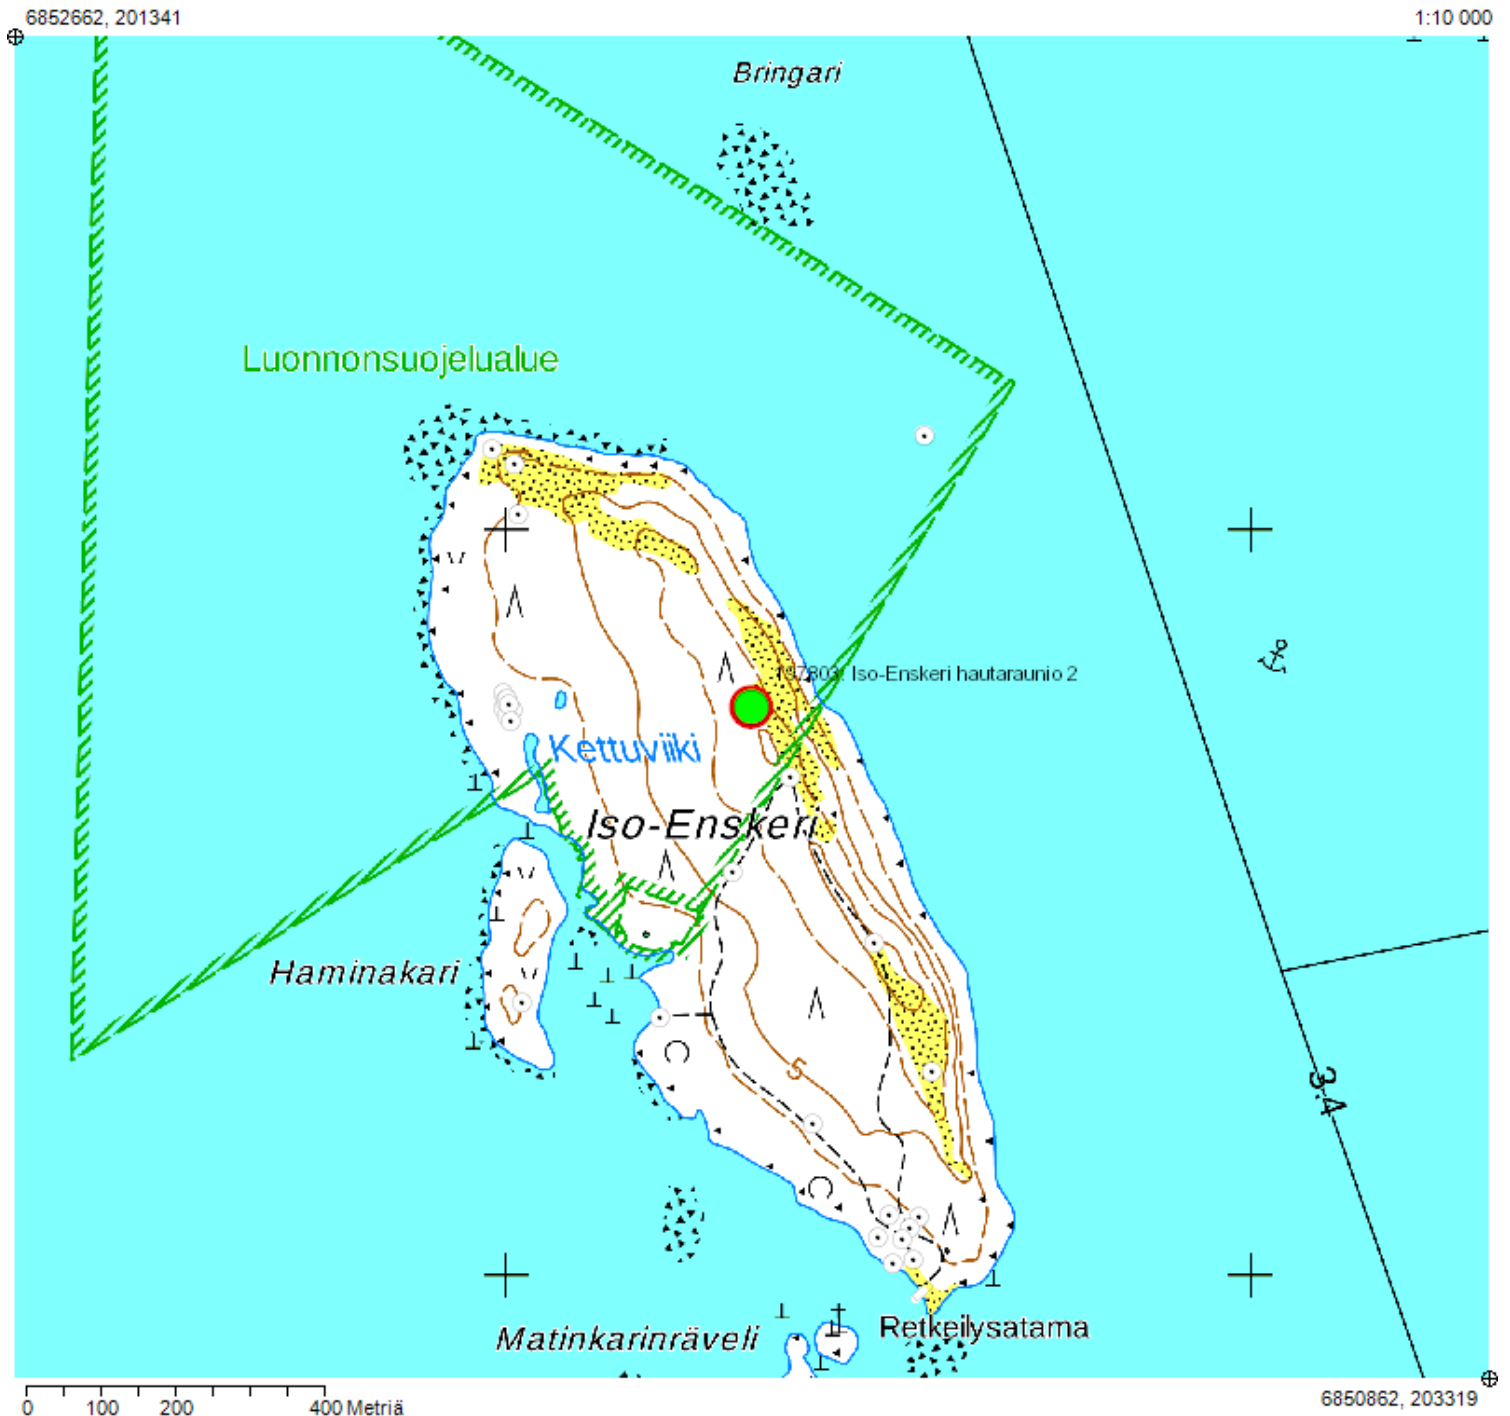 6852662, 201341
1:10 000
Bringari
Luonnonsuojelualue
197803: Iso-Enskeri hautaraunio 2
Kettuviiki
Iso-Enskeri
Haminakari
5
3.4
Matinkarinräveli
Retkeilysatama
0 100 200 400 Metriä
6850862, 203319